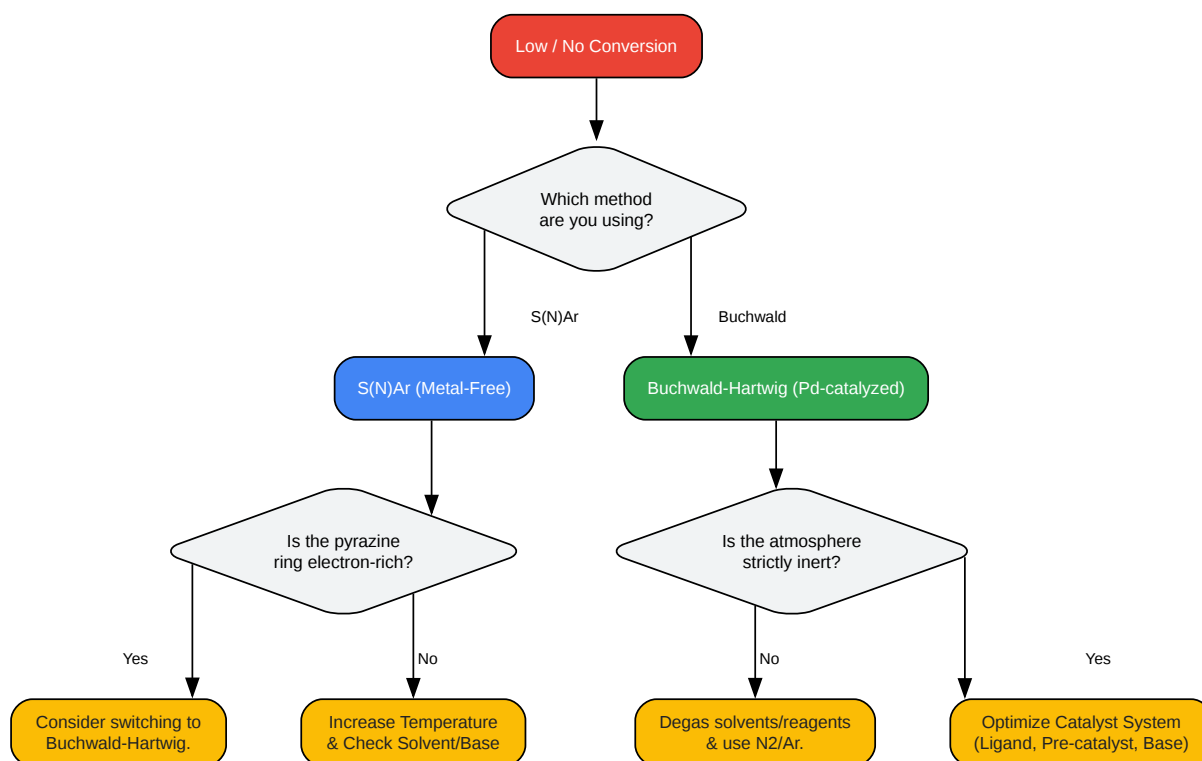 Low / No Conversion
Which method
are you using?
S(N)Ar
Buchwald
S(N)Ar (Metal-Free)
Buchwald-Hartwig (Pd-catalyzed)
Is the pyrazine
ring electron-rich?
Is the atmosphere
strictly inert?
Yes
No
No
Yes
Consider switching to
Buchwald-Hartwig.
Increase Temperature
& Check Solvent/Base
Degas solvents/reagents
& use N2/Ar.
Optimize Catalyst System
(Ligand, Pre-catalyst, Base)